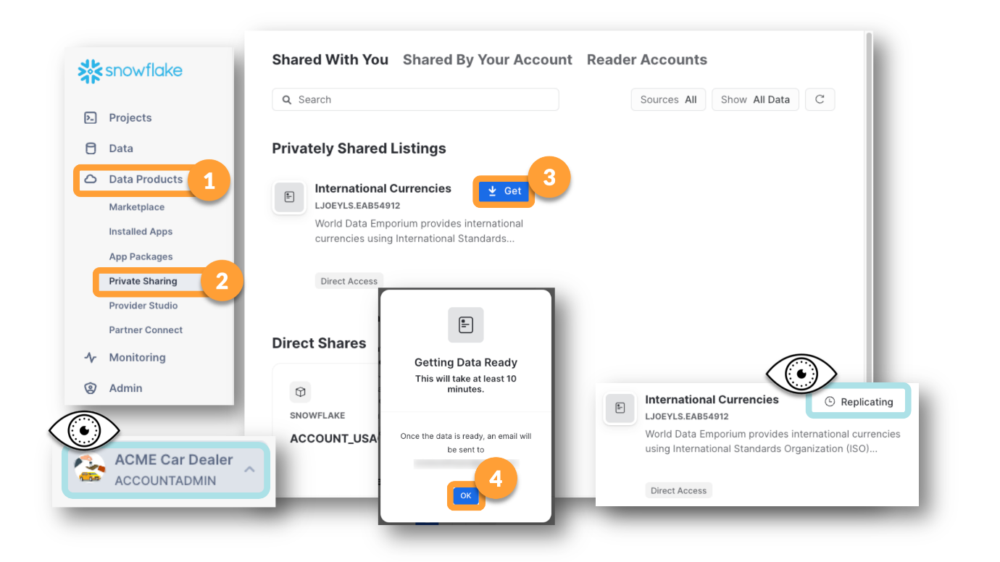 snowflake
Projects
Data
Data Products
1
Marketplace
Installed Apps
App Packages
Private Sharing
2
Provider Studio
Partner Connect
Monitoring
Admin
ACME Car Dealer
ACCOUNTADMIN
Shared With You Shared By Your Account Reader Accounts
Search
Sources All Show All Data
Privately Shared Listings
International Currencies
Get
3
LJOEYLS.EAB54912
World Data Emporium provides international
currencies using International Standards...
Direct Access
Direct Shares
SNOWFLAKE
ACCOUNT_USA
Getting Data Ready
This will take at least 10
minutes.
Once the data is ready, an email will
be sent to
4
OK
International Currencies
Replicating
LJOEYLS.EAB54912
World Data Emporium provides international currencies
using International Standards Organization (ISO)...
Direct Access